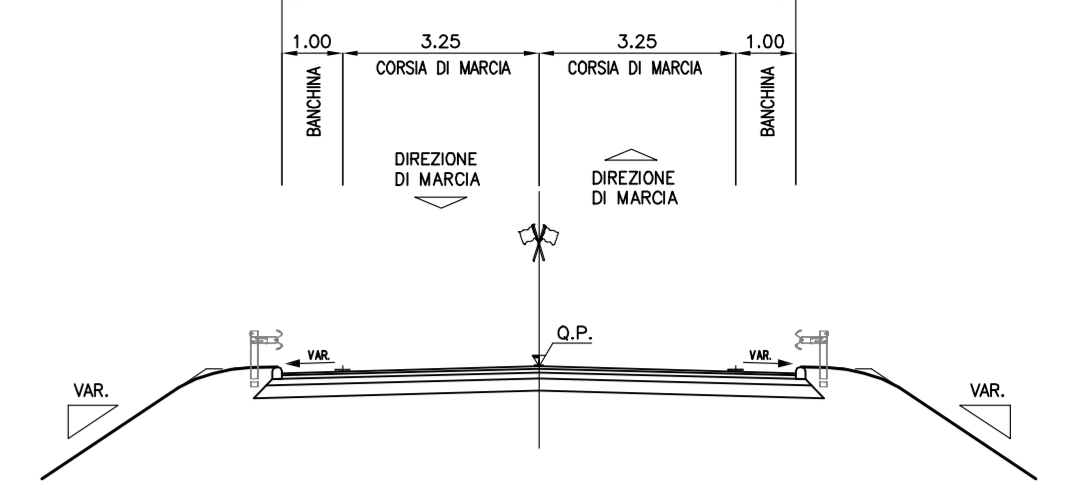 1.00
3.25
3.25
1.00
CORSIA DI MARCIA
CORSIA DI MARCIA
BANCHINA
BANCHINA
DIREZIONE
DI MARCIA
DIREZIONE
DI MARCIA
Q.P.
VAR.
VAR.
VAR.
VAR.